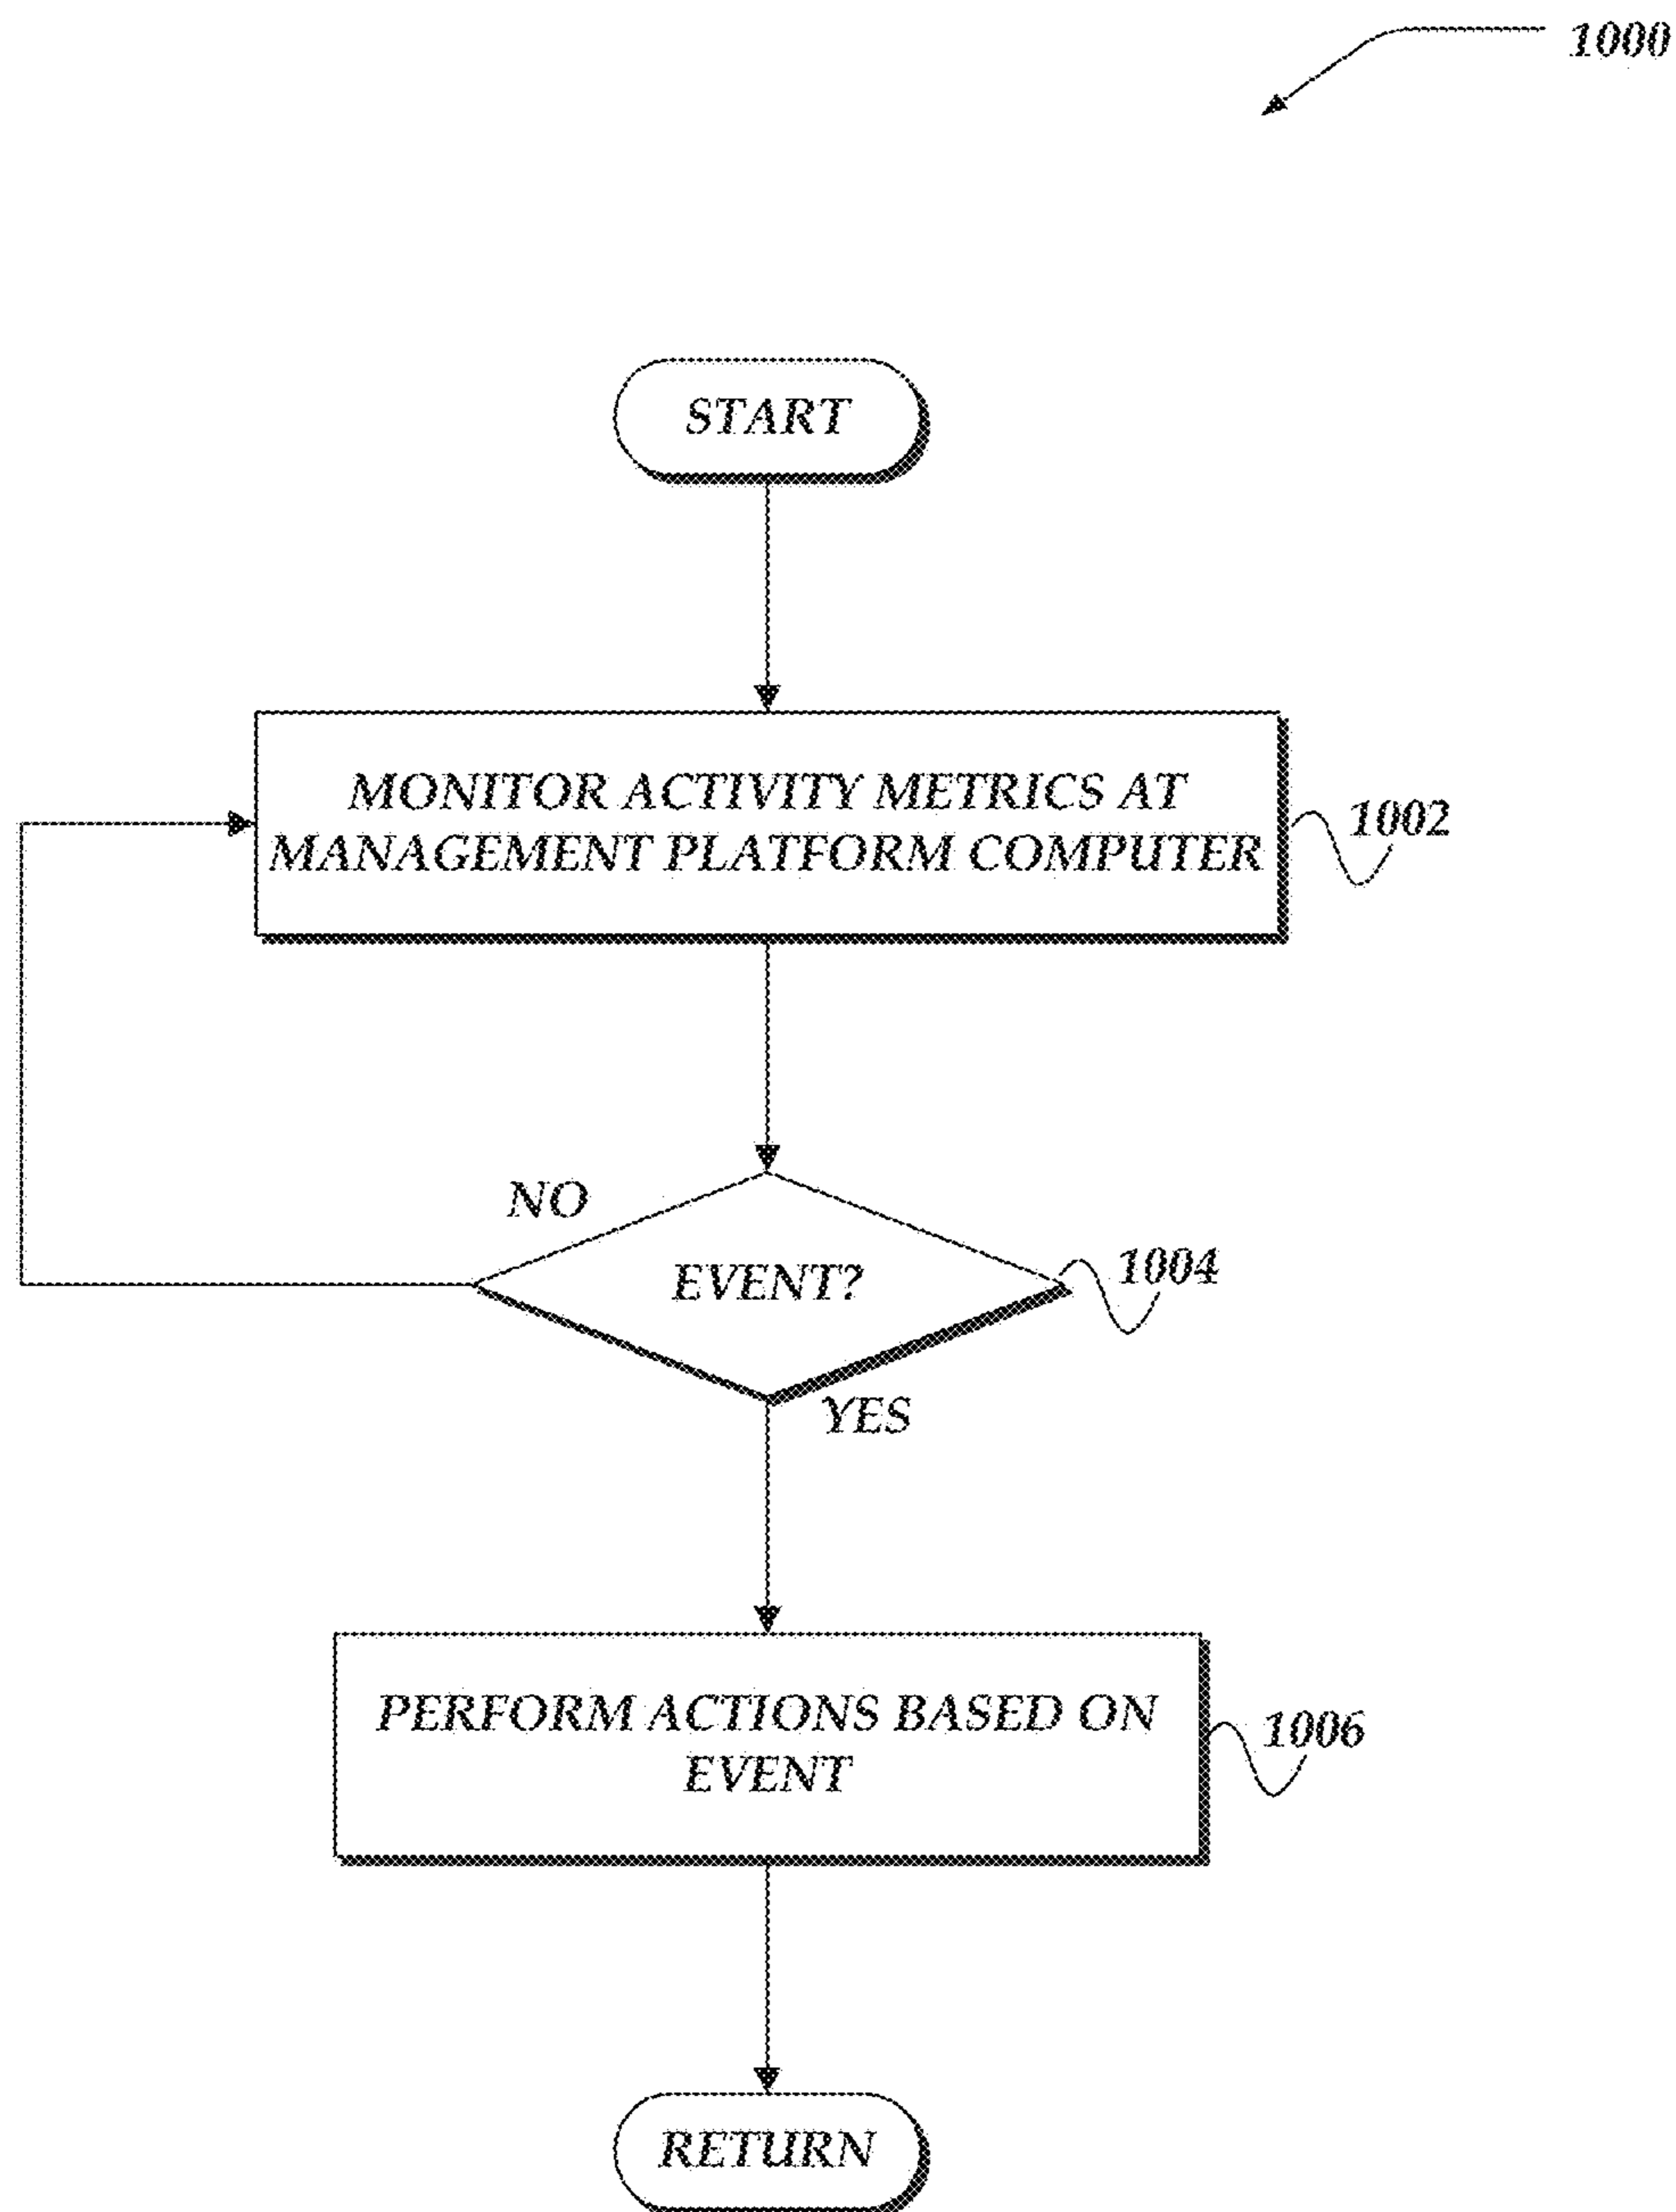 1000
START
MONITOR ACTIVITY METRICS AT
MANAGEMENT PLATFORM COMPUTER
1002
NO
EVENT?
1004
YES
PERFORM ACTIONS BASED ON
EVENT
1006
RETURN